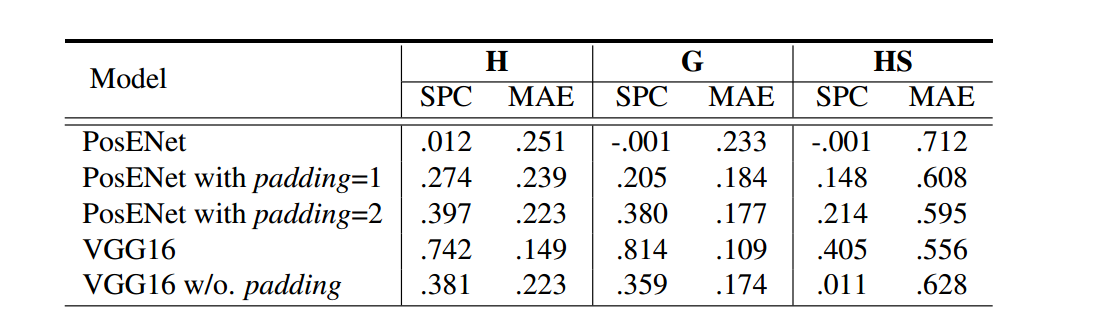 Model H G HS
SPC MAE SPC MAE SPC MAE
PosENet .012 .251 -.001 .233 -.001 .712
PosENet with padding=1 .274 .239 .205 .184 .148 .608
PosENet with padding=2 .397 .223 .380 .177 .214 .595
VGG16 .742 .149 .814 .109 .405 .556
VGG16 w/o. padding .381 .223 .359 .174 .011 .628